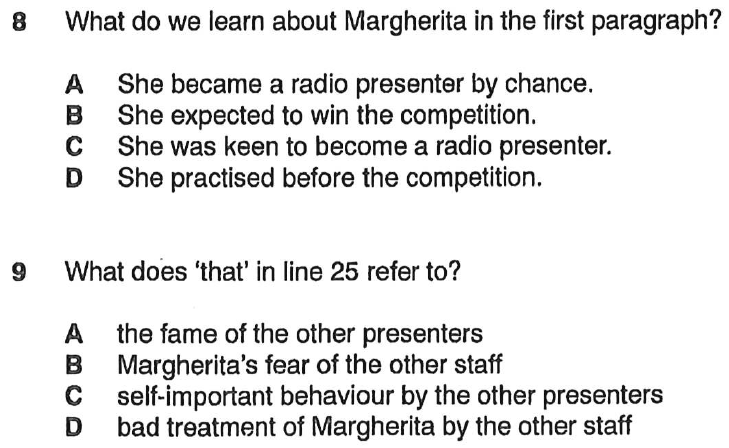 8 What do we learn about Margherita in the first paragraph?
A She became a radio presenter by chance.
B She expected to win the competition.
C She was keen to become a radio presenter.
D She practised before the competition.
9 What does ‘that’ in line 25 refer to?
A the fame of the other presenters
B Margherita’s fear of the other staff
C self-important behaviour by the other presenters
D bad treatment of Margherita by the other staff